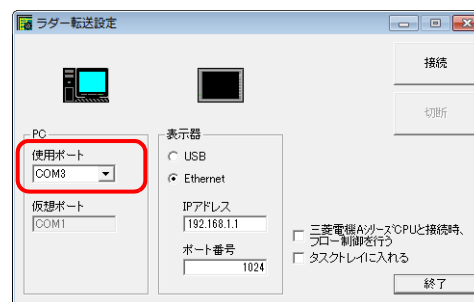 ラダー転送設定
接続
切断
PC
使用ポート
COM3
仮想ポート
COM1
表示器
USB
Ethernet
IPアドレス
192.168.1.1
ポート番号
1024
三菱電機AシリーズCPUと接続時、
フロー制御を行う
タスクトレイに入れる
終了